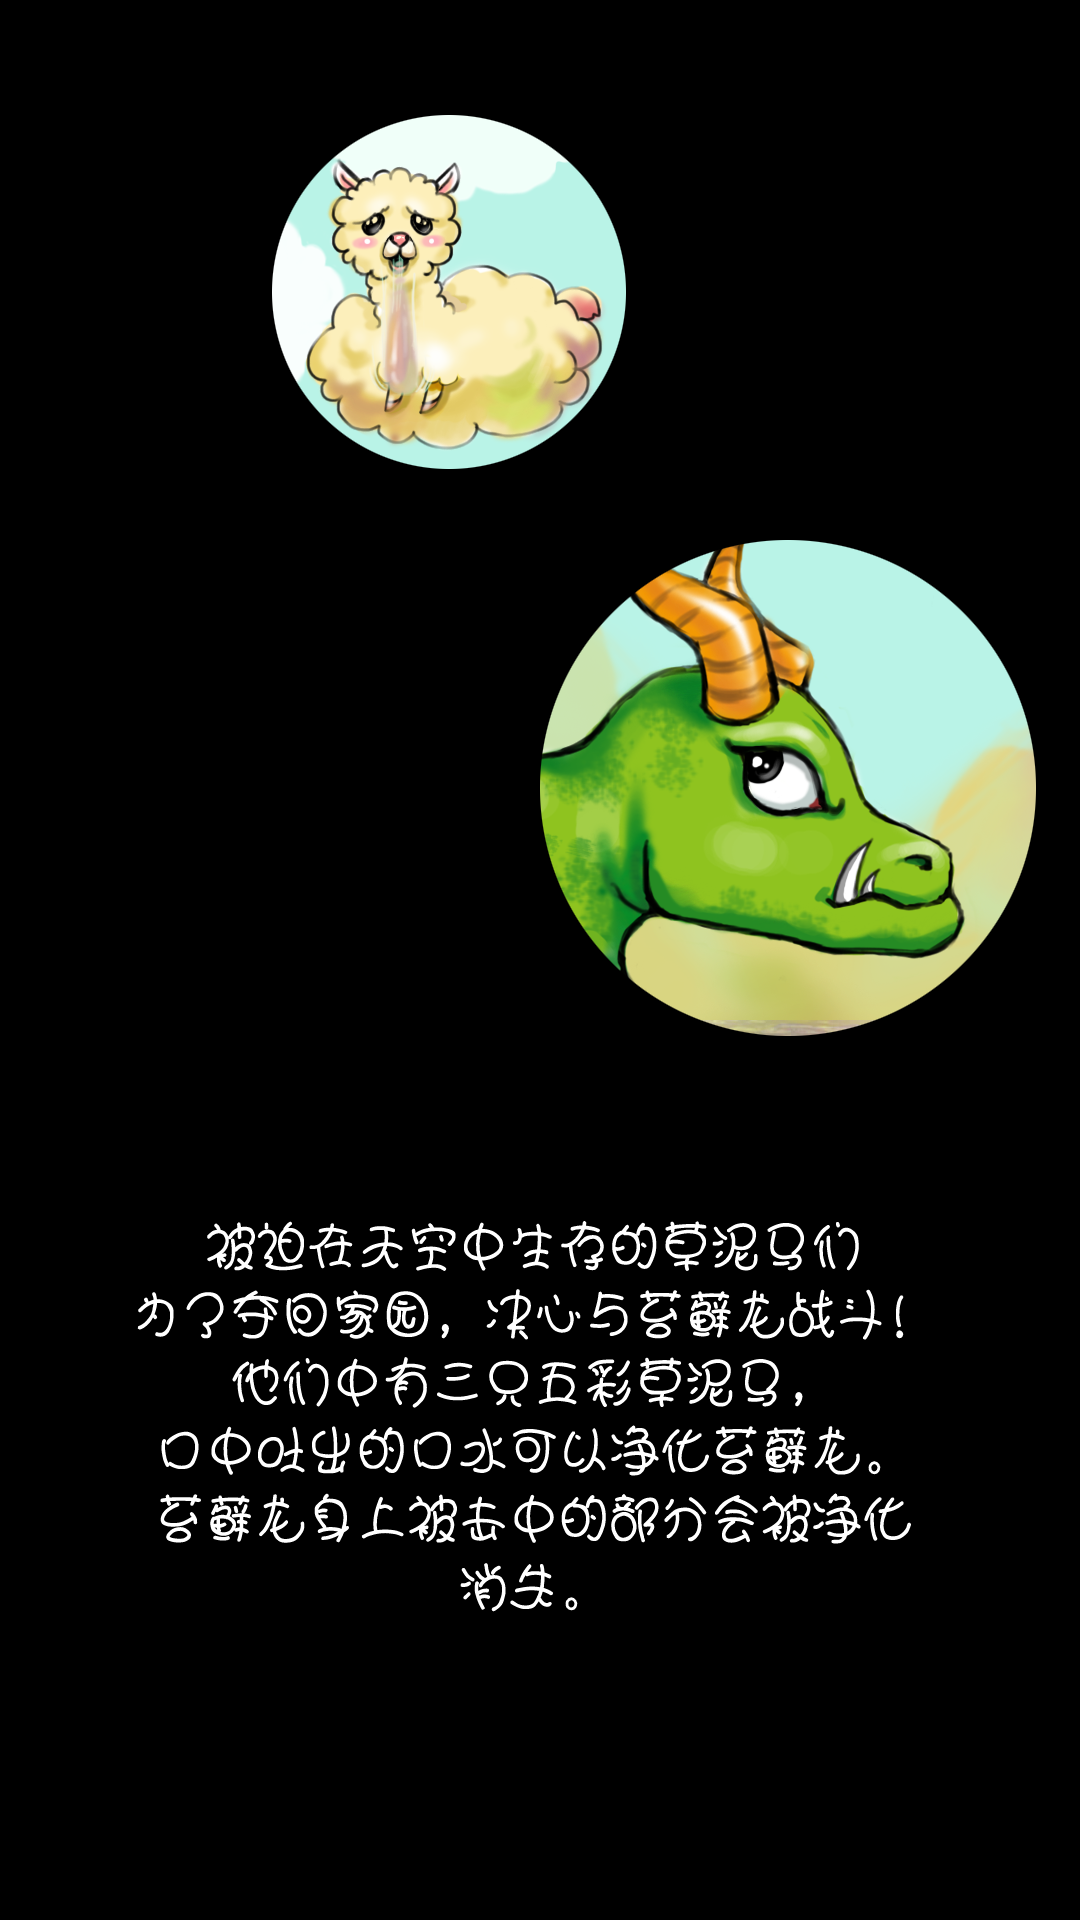 被迫在天空中生存的草泥马们
为了夺回家园，决心与苔藓龙战斗！
他们中有三只五彩草泥马，
口中吐出的口水可以净化苔藓龙。
苔藓龙身上被击中的部分会被净化
消失。